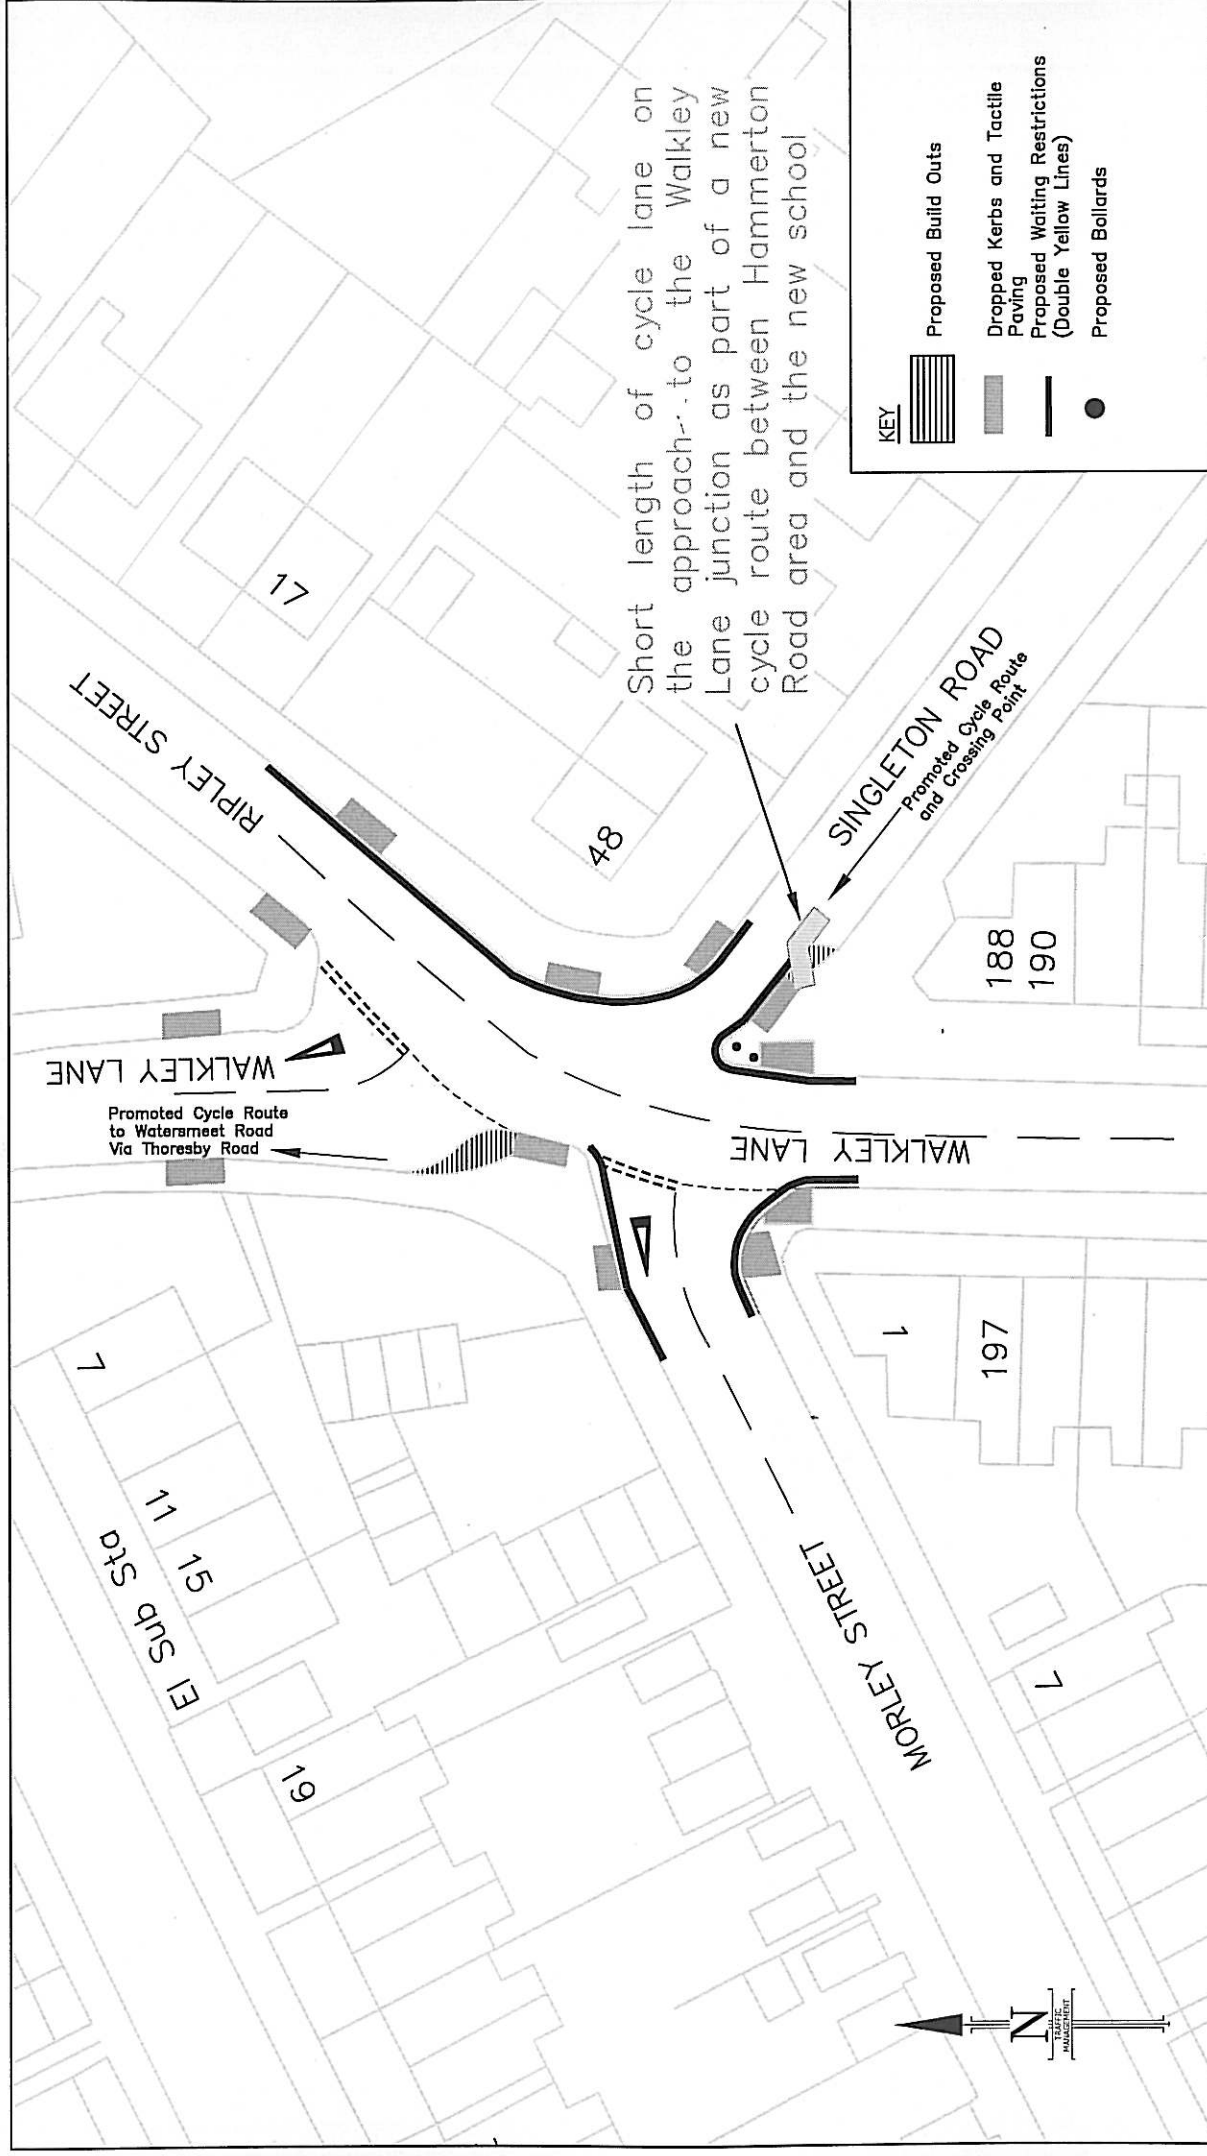 RIPLEY STREET
17
48
WALKLEY LANE
Promoted Cycle Route
to Watersmeet Road
Via Thoresby Road
Short length of cycle lane on
the approach to the Walkley
Lane junction as part of a new
cycle route between Hammerton
Road area and the new school
SINGLETON ROAD
Promoted Cycle Route
and Crossing Point
188
190
WALKLEY LANE
7
11
15
El Sub Sta
19
1
197
MORLEY STREET
7
N
TRAFFIC
MANAGEMENT
KEY
Proposed Build Outs
Dropped Kerbs and Tactile
Paving
Proposed Waiting Restrictions
(Double Yellow Lines)
Proposed Bollards